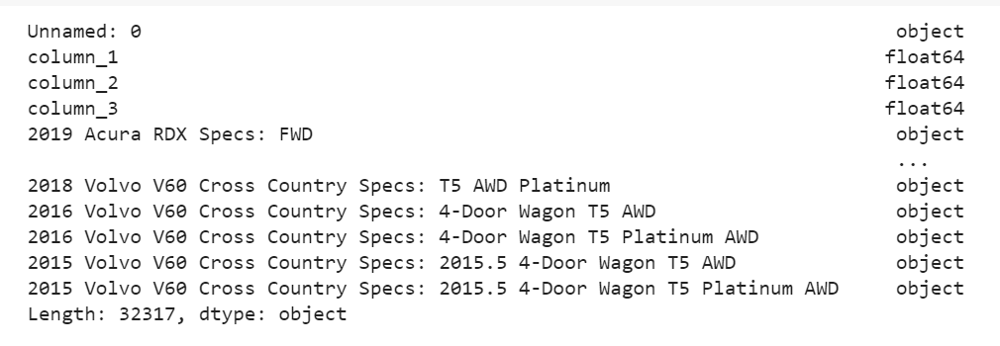 Unnamed: 0 object
column_1 float64
column_2 float64
column_3 float64
2019 Acura RDX Specs: FWD object
...
2018 Volvo V60 Cross Country Specs: T5 AWD Platinum object
2016 Volvo V60 Cross Country Specs: 4-Door Wagon T5 AWD object
2016 Volvo V60 Cross Country Specs: 4-Door Wagon T5 Platinum AWD object
2015 Volvo V60 Cross Country Specs: 2015.5 4-Door Wagon T5 AWD object
2015 Volvo V60 Cross Country Specs: 2015.5 4-Door Wagon T5 Platinum AWD object
Length: 32317, dtype: object